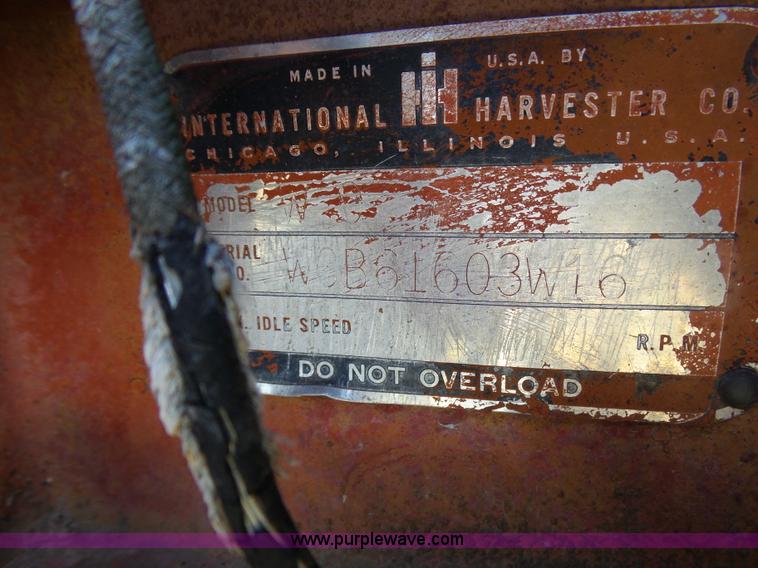 MADE IN IH U.S.A. BY
INTERNATIONAL HARVESTER CO.
CHICAGO, ILLINOIS U.S.A.
MODEL
RIAL
O. W9B61603W16
. IDLE SPEED R.P.M.
DO NOT OVERLOAD
www.purplewave.com